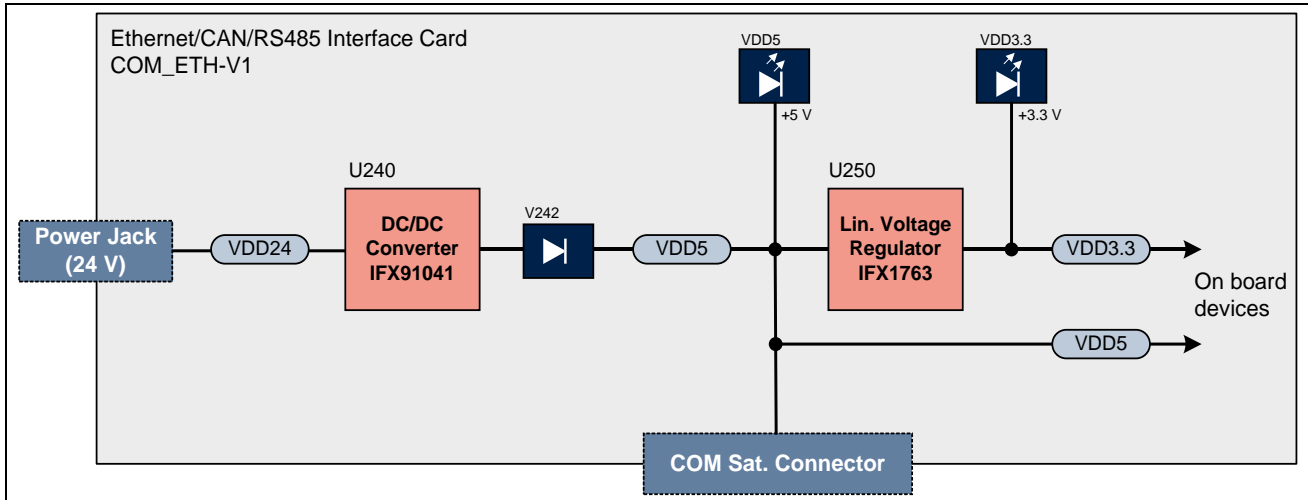 Ethernet/CAN/RS485 Interface Card
COM_ETH-V1
VDD5
+5 V
VDD3.3
+3.3 V
U240
DC/DC
Converter
IFX91041
V242
U250
Lin. Voltage
Regulator
IFX1763
Power Jack
(24 V)
VDD24
VDD5
VDD3.3
On board
devices
VDD5
COM Sat. Connector